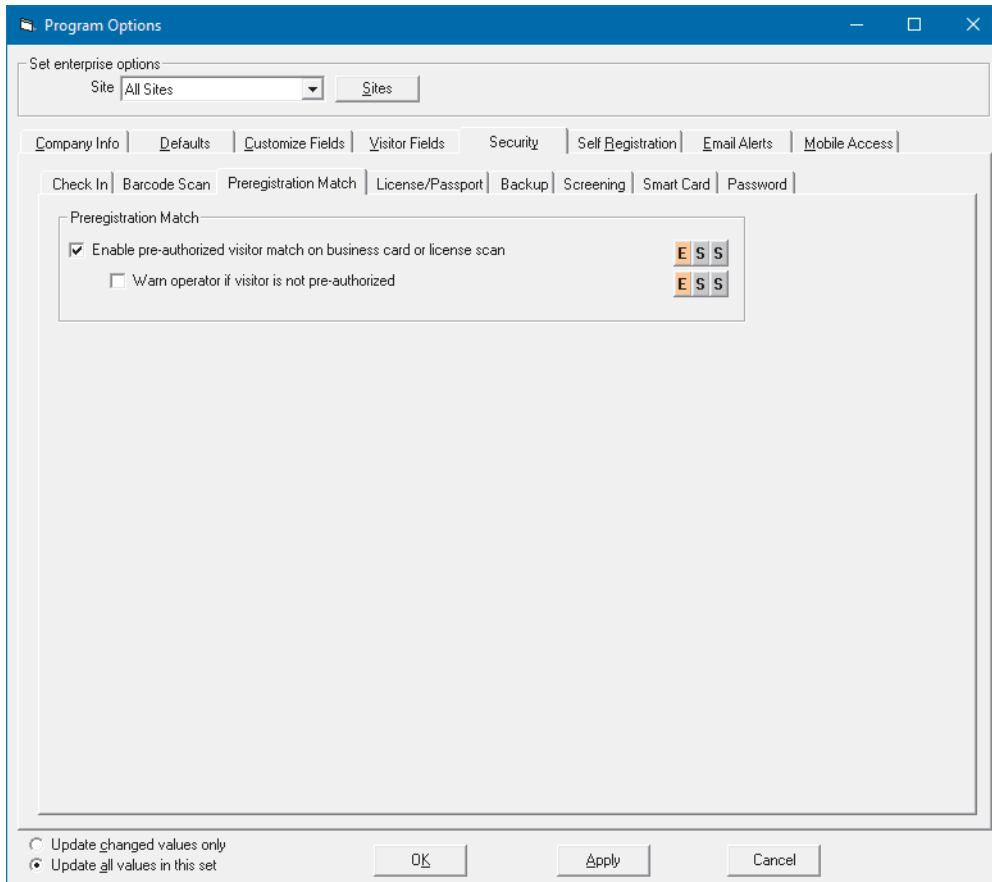 Program Options
Set enterprise options
Site All Sites Sites
Company Info Defaults Customize Fields Visitor Fields Security Self Registration Email Alerts Mobile Access
Check In Barcode Scan Preregistration Match License/Passport Backup Screening Smart Card Password
Preregistration Match
Enable pre-authorized visitor match on business card or license scan E S S
Warn operator if visitor is not pre-authorized E S S
Update changed values only
Update all values in this set OK Apply Cancel